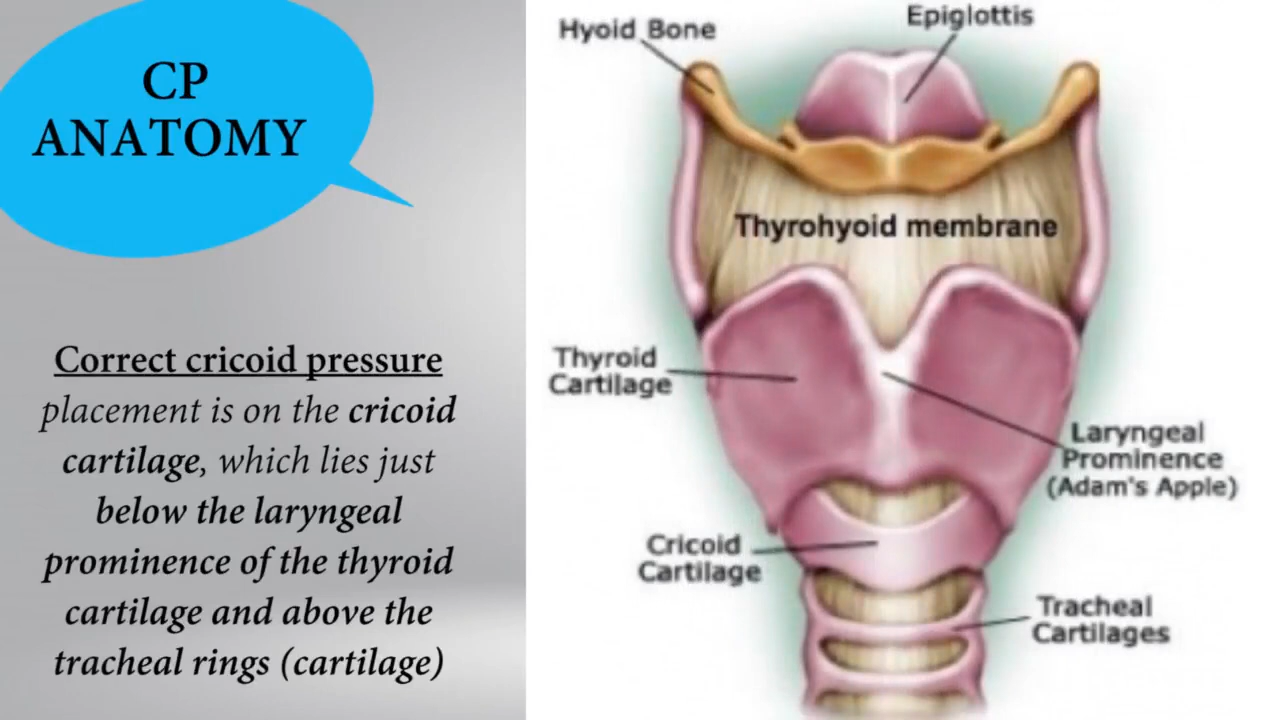 CP
ANATOMY
Correct cricoid pressure
placement is on the cricoid
cartilage, which lies just
below the laryngeal
prominence of the thyroid
cartilage and above the
tracheal rings (cartilage)
Hyoid Bone
Epiglottis
Thyrohyoid membrane
Thyroid
Cartilage
Laryngeal
Prominence
(Adam's Apple)
Cricoid
Cartilage
Tracheal
Cartilages